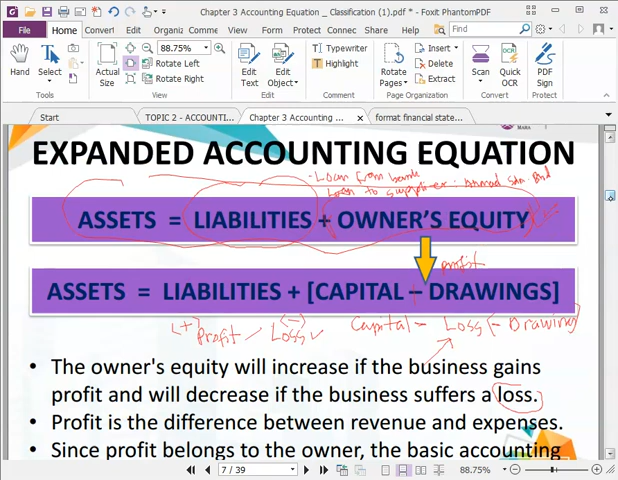 Chapter 3 Accounting Equation _ Classification (1).pdf * - Foxit PhantomPDF
File Home Convert Edit Organiz Comme View Form Protect Connect Help Find
Hand
Tools
Select
Actual Size
88.75%
Rotate Left
Rotate Right
View
Edit Text
Edit Object
Edit
Typewriter
Highlight
Comment
Rotate Pages
Insert
Delete
Extract
Page Organization
Scan
Quick OCR
Convert
PDF Sign
Protect
Start TOPIC 2 - ACCOUNTI... Chapter 3 Accounting ... format financial state...
MARA
EXPANDED ACCOUNTING EQUATION
- Loan from bank
Loan to supplier
ASSETS = LIABILITIES + OWNER'S EQUITY
profit
ASSETS = LIABILITIES + [CAPITAL – DRAWINGS]
[+] Profit / Loss [–] Capital – Loss [– Drawing]
• The owner's equity will increase if the business gains
profit and will decrease if the business suffers a loss.
• Profit is the difference between revenue and expenses.
• Since profit belongs to the owner, the basic accounting
7 / 39 88.75%